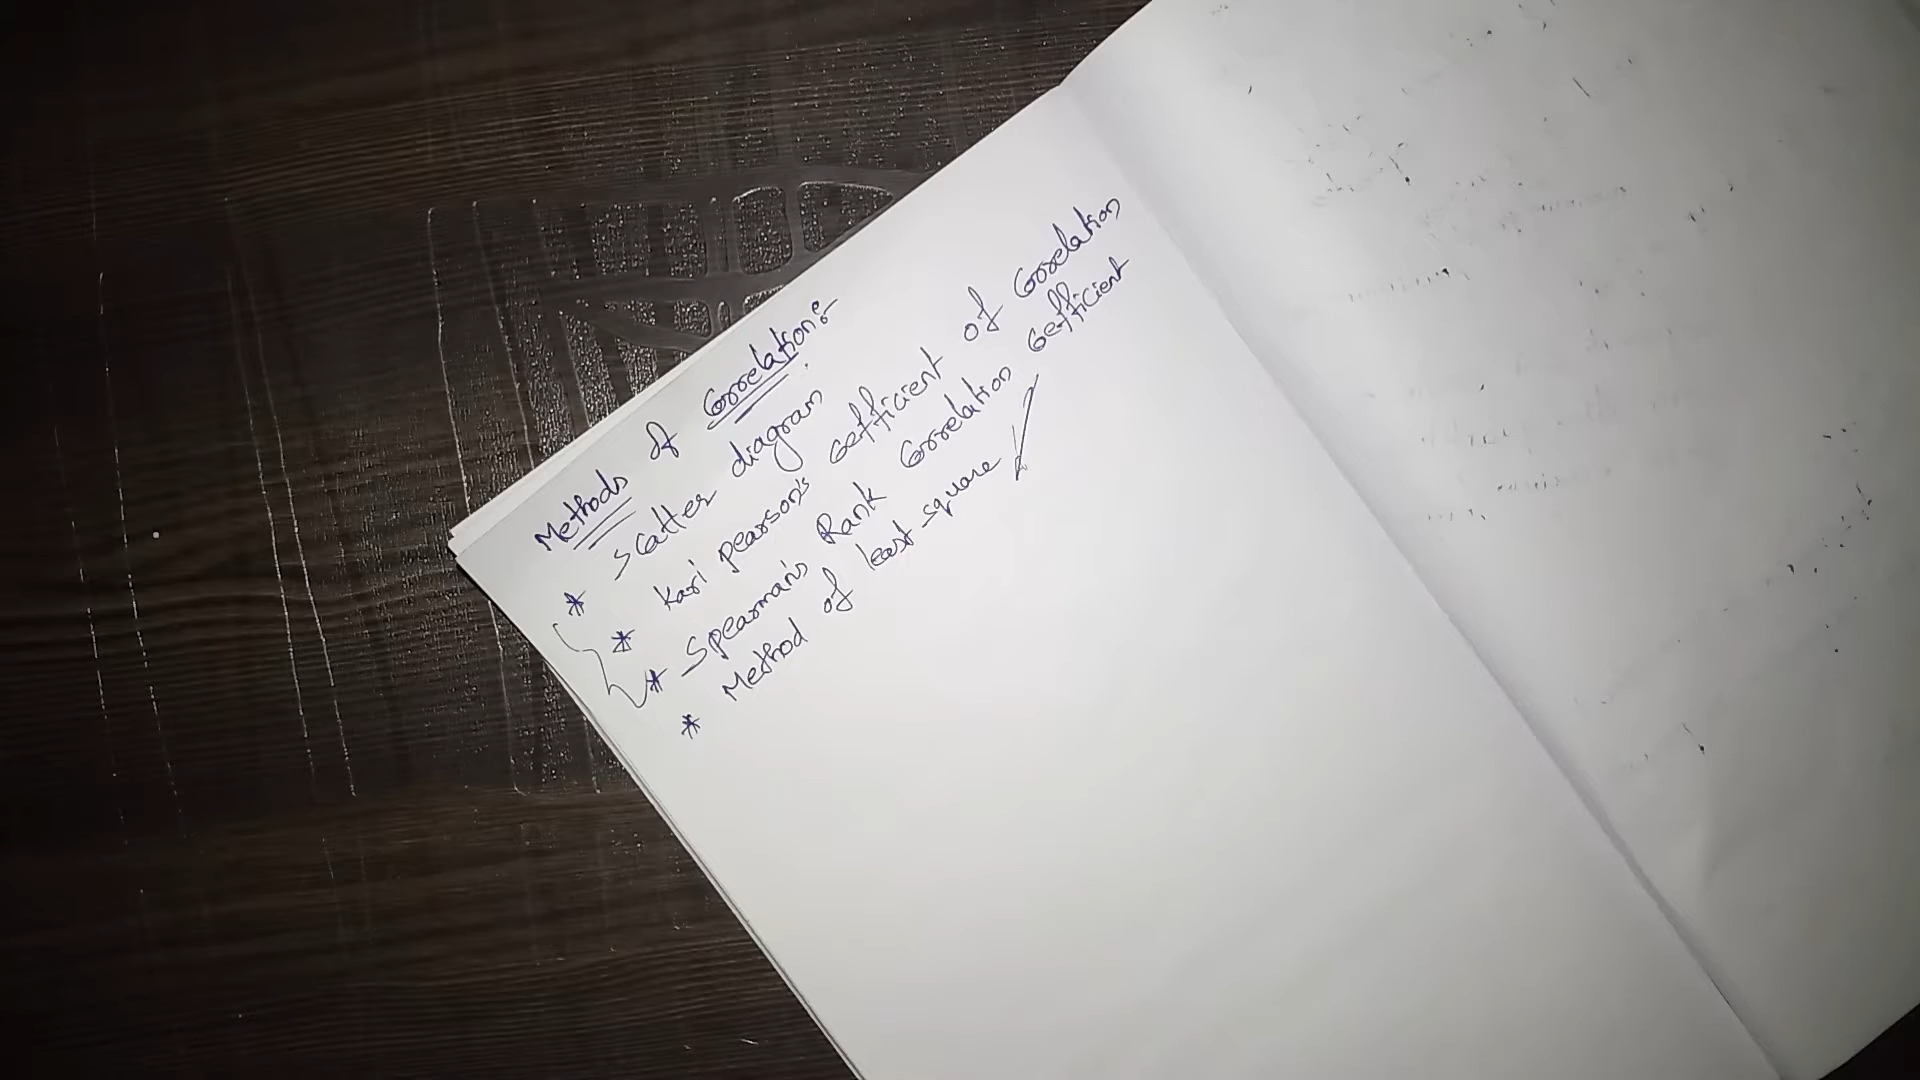 Methods of Correlation:-
* Scatter diagram
* Karl pearson's Coefficient of Correlation
* Spearman's Rank Correlation Coefficient
* Method of least square